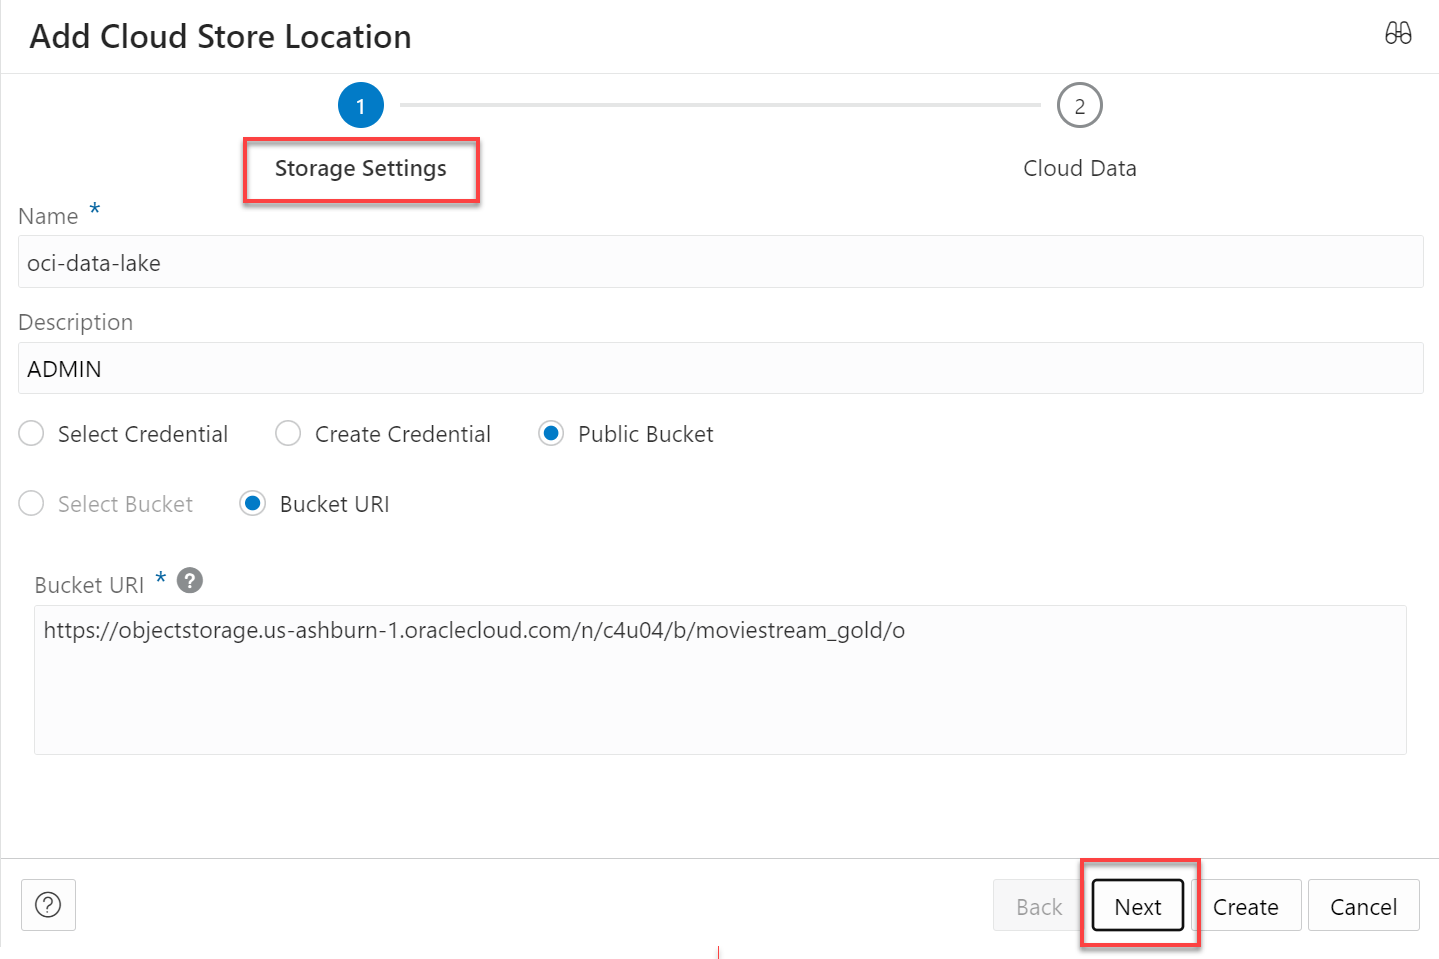 Add Cloud Store Location
1
2
Storage Settings
Cloud Data
Name *
oci-data-lake
Description
ADMIN
Select Credential Create Credential Public Bucket
Select Bucket Bucket URI
Bucket URI * ?
https://objectstorage.us-ashburn-1.oraclecloud.com/n/c4u04/b/moviestream_gold/o
? Back Next Create Cancel